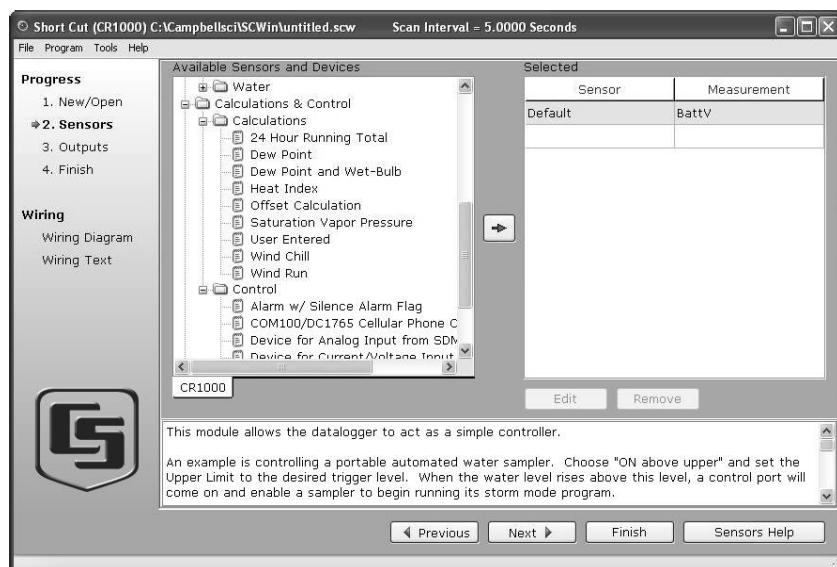 Short Cut (CR1000) C:\Campbellsci\SCWin\untitled.scw Scan Interval = 5.0000 Seconds
File Program Tools Help
Progress
1. New/Open
2. Sensors
3. Outputs
4. Finish
Wiring
Wiring Diagram
Wiring Text
Available Sensors and Devices
Water
Calculations & Control
Calculations
24 Hour Running Total
Dew Point
Dew Point and Wet-Bulb
Heat Index
Offset Calculation
Saturation Vapor Pressure
User Entered
Wind Chill
Wind Run
Control
Alarm w/ Silence Alarm Flag
COM100/DC1765 Cellular Phone C
Device for Analog Input from SDM
Device for Current/Voltage Input
CR1000
Selected
Sensor Measurement
Default BattV
Edit Remove
This module allows the datalogger to act as a simple controller.
An example is controlling a portable automated water sampler. Choose "ON above upper" and set the
Upper Limit to the desired trigger level. When the water level rises above this level, a control port will
come on and enable a sampler to begin running its storm mode program.
Previous Next Finish Sensors Help